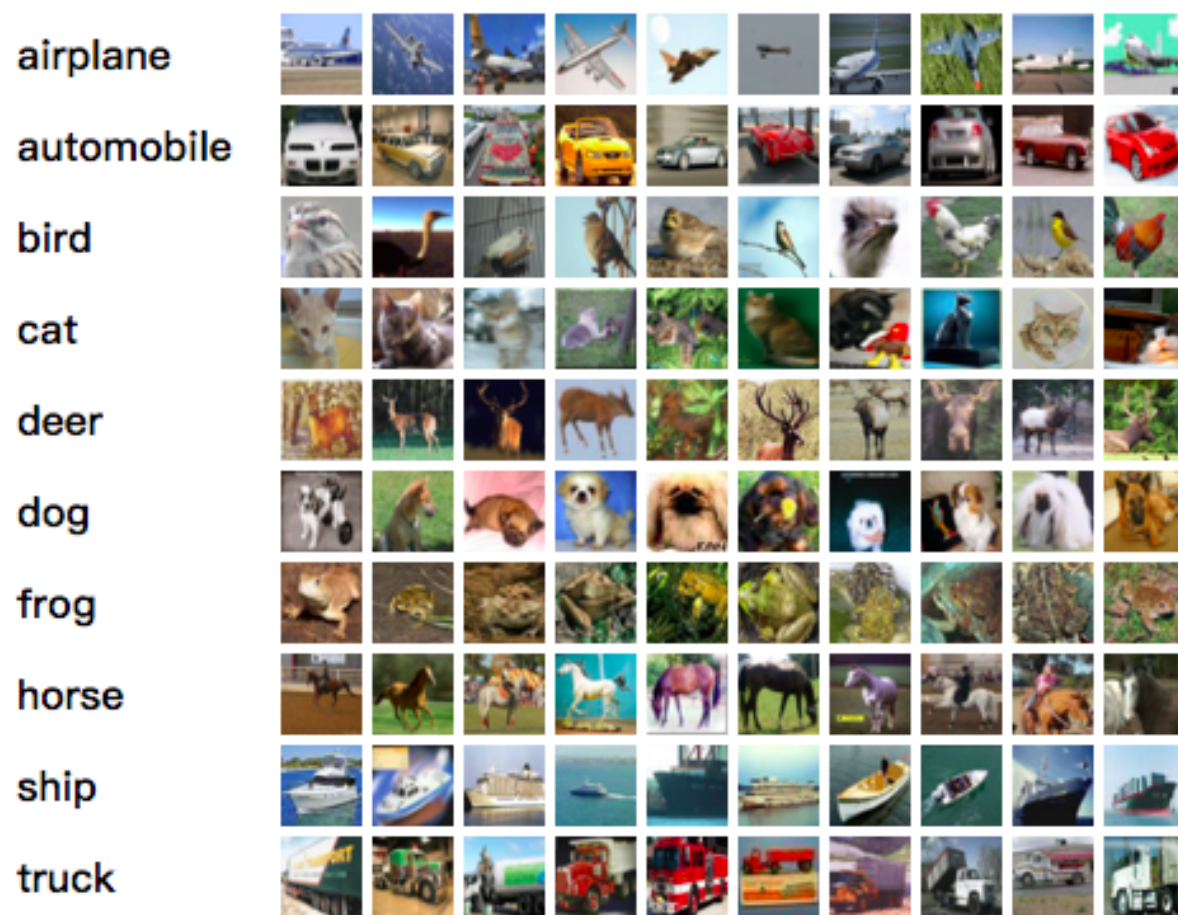 airplane
automobile
bird
cat
deer
dog
frog
horse
ship
truck